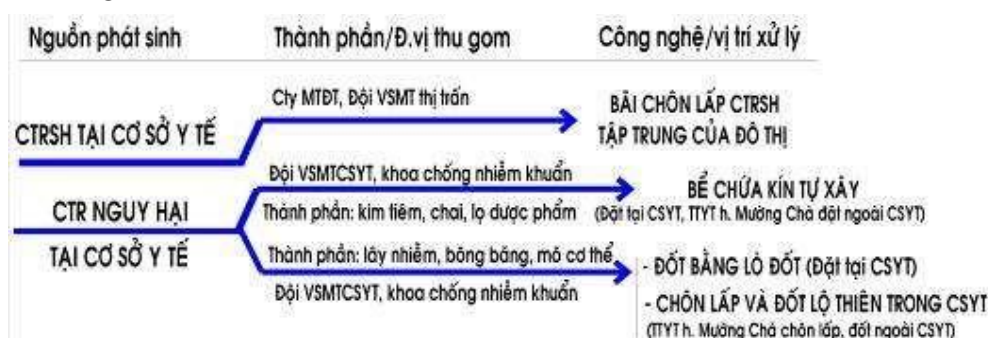 Nguồn phát sinh
Thành phần/Đ.vị thu gom
Công nghệ/vị trí xử lý
CTRSH TẠI CƠ SỞ Y TẾ
Cty MTĐT, Đội VSMT thị trấn
BÃI CHÔN LẤP CTRSH
TẬP TRUNG CỦA ĐÔ THỊ
CTR NGUY HẠI
TẠI CƠ SỞ Y TẾ
Đội VSMTCSYT, khoa chống nhiễm khuẩn
Thành phần: kim tiêm, chai, lọ dược phẩm
BỂ CHỨA KÍN TỰ XÂY
(Đặt tại CSYT, TTYT h. Mường Chà đặt ngoài CSYT)
Thành phần: lây nhiễm, bông băng, mô cơ thể
Đội VSMTCSYT, khoa chống nhiễm khuẩn
- ĐỐT BẰNG LÒ ĐỐT (Đặt tại CSYT)
- CHÔN LẤP VÀ ĐỐT LỘ THIÊN TRONG CSYT
(TTYT h. Mường Chà chôn lấp, đốt ngoài CSYT)